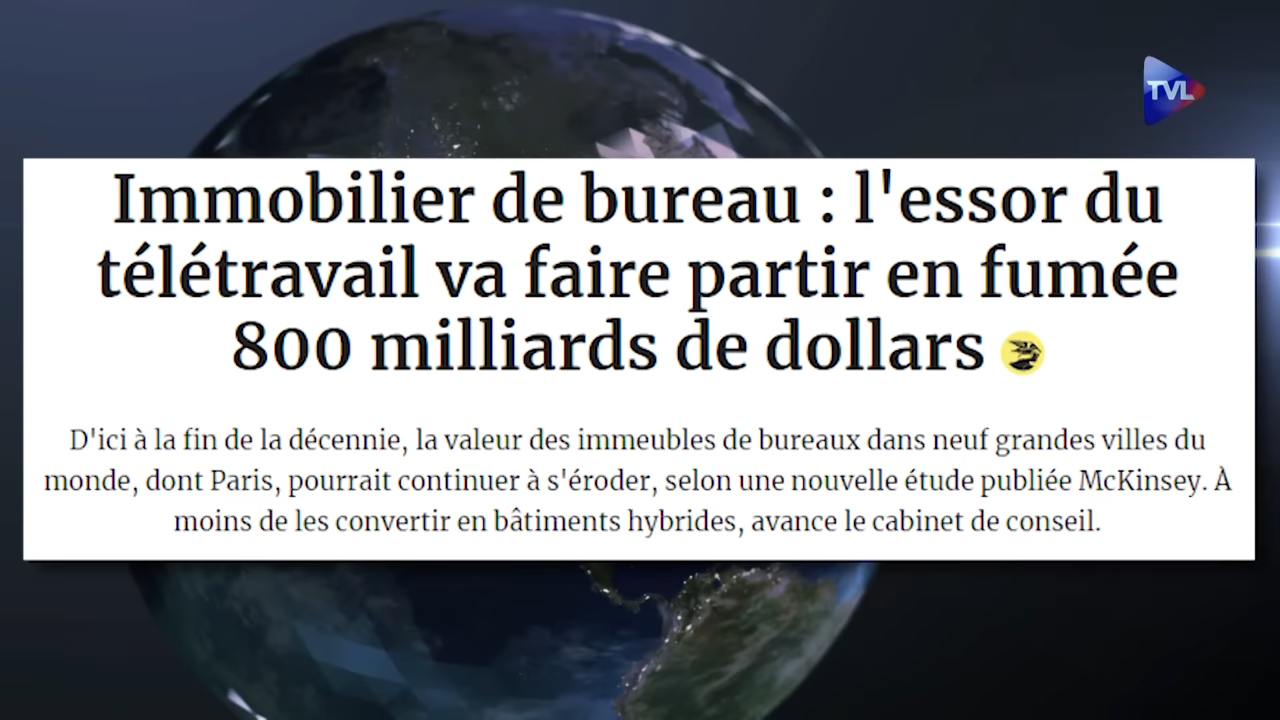 TVL
Immobilier de bureau : l'essor du
télétravail va faire partir en fumée
800 milliards de dollars
D'ici à la fin de la décennie, la valeur des immeubles de bureaux dans neuf grandes villes du
monde, dont Paris, pourrait continuer à s'éroder, selon une nouvelle étude publiée McKinsey. À
moins de les convertir en bâtiments hybrides, avance le cabinet de conseil.